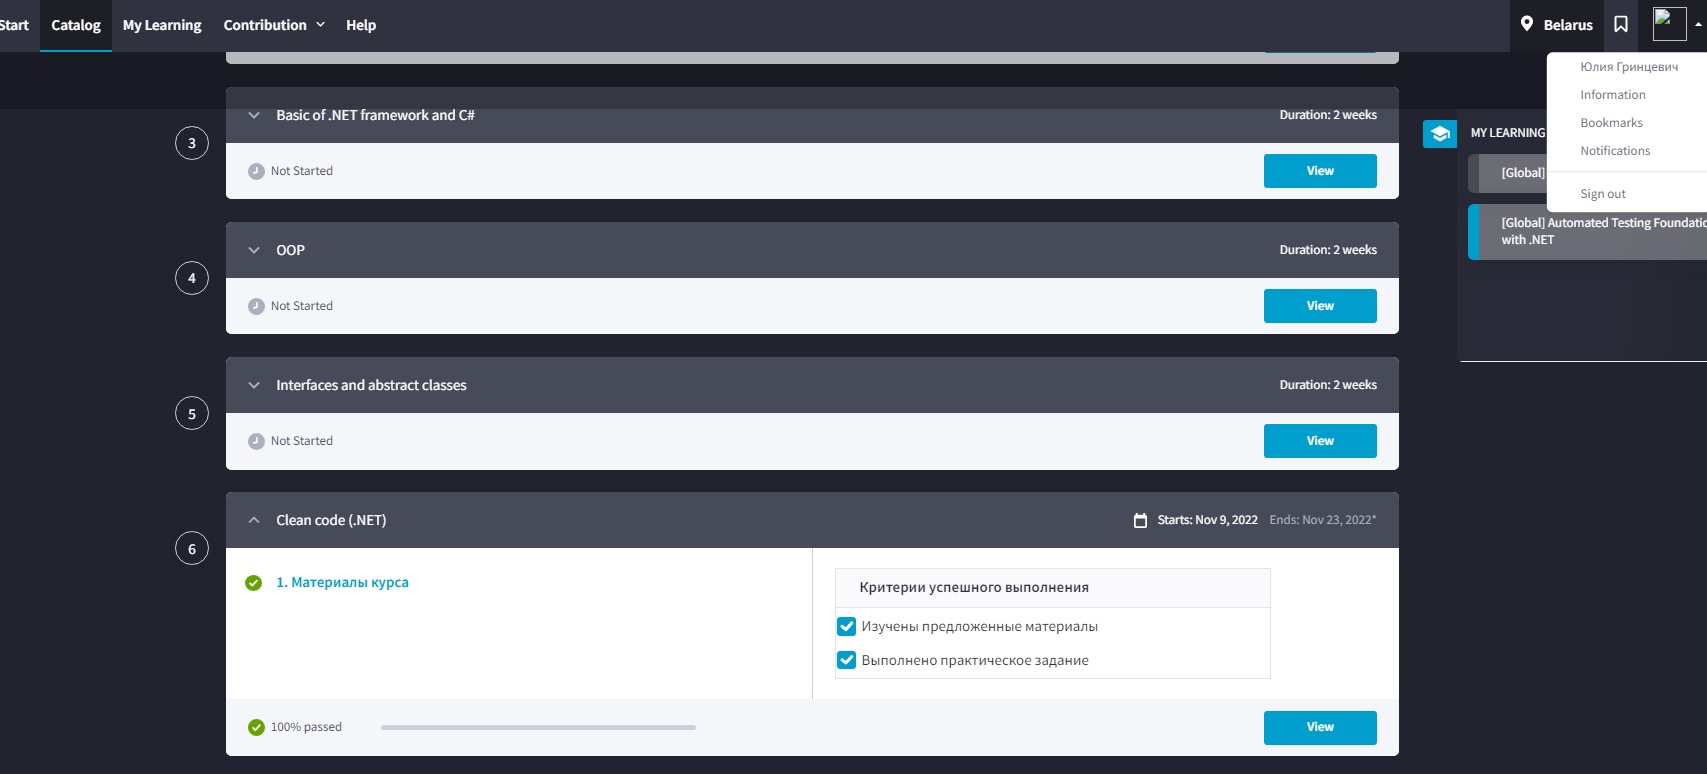 Start
Catalog
My Learning
Contribution
Help
Belarus
Юлия Гринцевич
Information
Bookmarks
Notifications
Sign out
3
Basic of .NET framework and C#
Duration: 2 weeks
Not Started
View
4
OOP
Duration: 2 weeks
Not Started
View
5
Interfaces and abstract classes
Duration: 2 weeks
Not Started
View
6
Clean code (.NET)
Starts: Nov 9, 2022 Ends: Nov 23, 2022*
1. Материалы курса
Критерии успешного выполнения
Изучены предложенные материалы
Выполнено практическое задание
100% passed
View
MY LEARNING
[Global]
[Global] Automated Testing Foundatio
with .NET